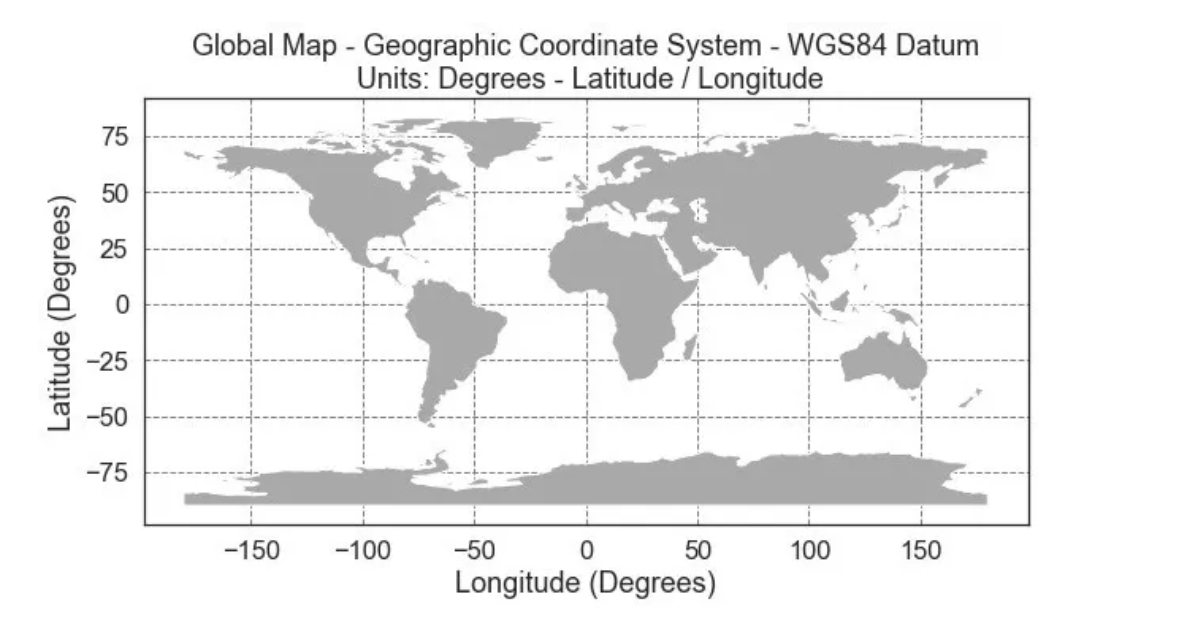 Global Map - Geographic Coordinate System - WGS84 Datum
Units: Degrees - Latitude / Longitude
Latitude (Degrees)
75
50
25
0
−25
−50
−75
−150 −100 −50 0 50 100 150
Longitude (Degrees)